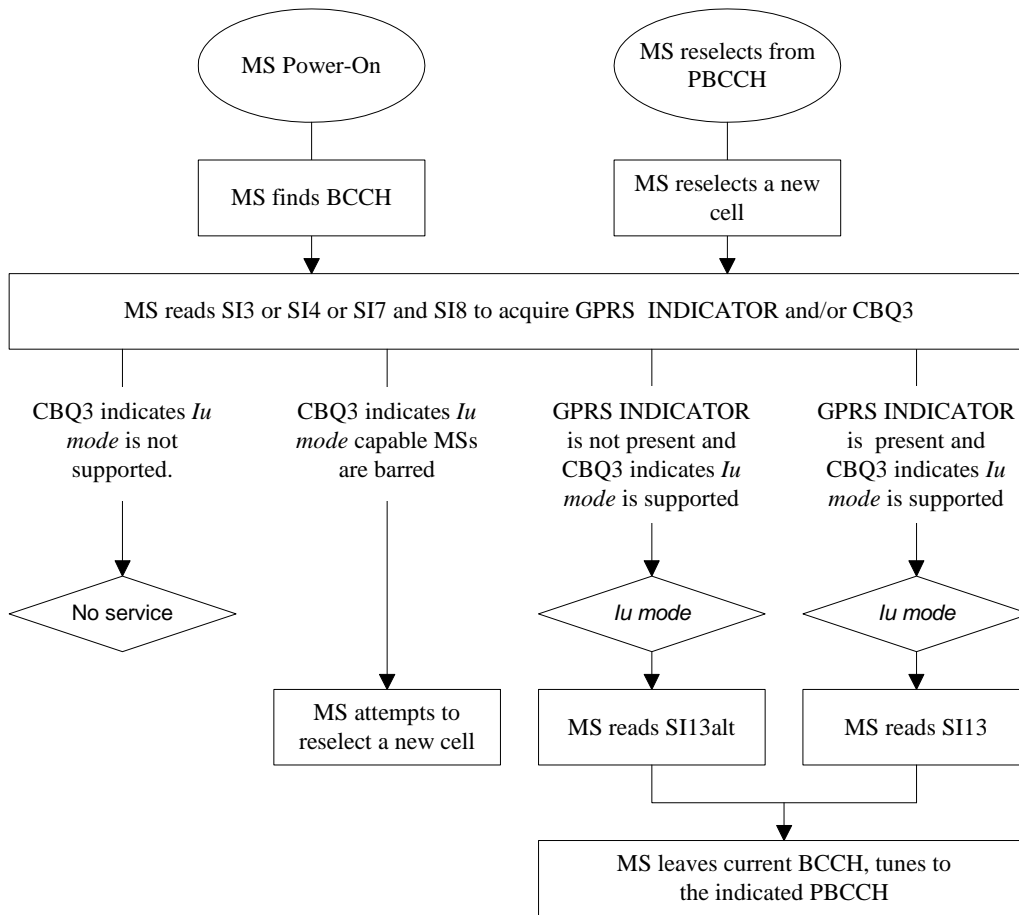 MS Power-On
MS reselects from
PBCCH
MS finds BCCH
MS reselects a new
cell
MS reads SI3 or SI4 or SI7 and SI8 to acquire GPRS  INDICATOR and/or CBQ3
CBQ3 indicates Iu
mode is not
supported.
CBQ3 indicates Iu
mode capable MSs
are barred
GPRS INDICATOR
is not present and
CBQ3 indicates Iu
mode is supported
GPRS INDICATOR
is  present and
CBQ3 indicates Iu
mode is supported
No service
Iu mode
Iu mode
MS attempts to
reselect a new cell
MS reads SI13alt
MS reads SI13
MS leaves current BCCH, tunes to
the indicated PBCCH